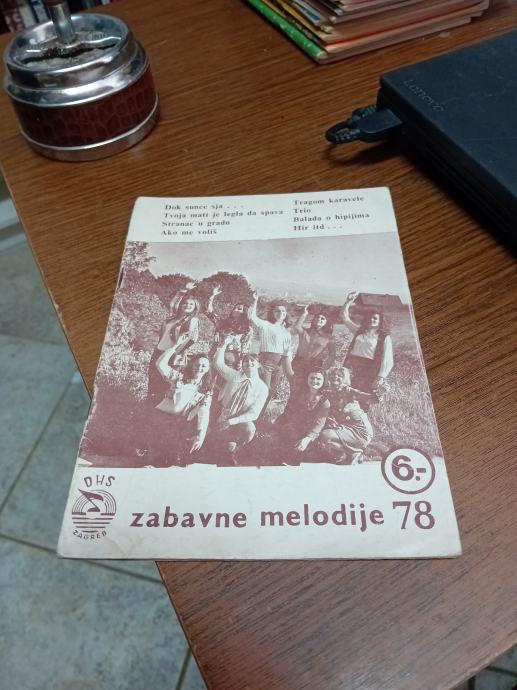 Lenovo
Dok sunce sja . . .
Tvoja mati je legla da spava
Stranac u gradu
Ako me voliš
Tragom karavele
Trio
Balada o hipijima
Hir itd . . .
6.-
DHS
ZAGREB
zabavne melodije 78